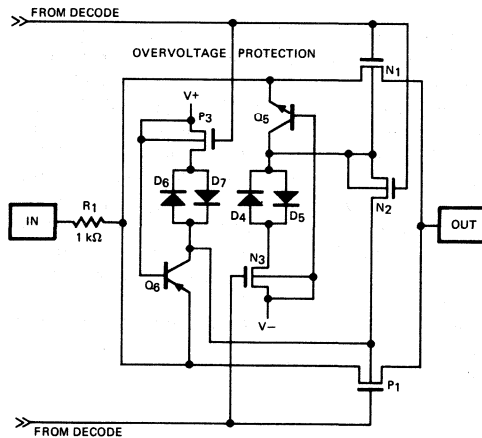 FROM DECODE
OVERVOLTAGE PROTECTION
N1
V+
P3
Q5
D6
D7
D4
D5
N2
R1
IN
1 kΩ
OUT
N3
Q6
V−
P1
FROM DECODE